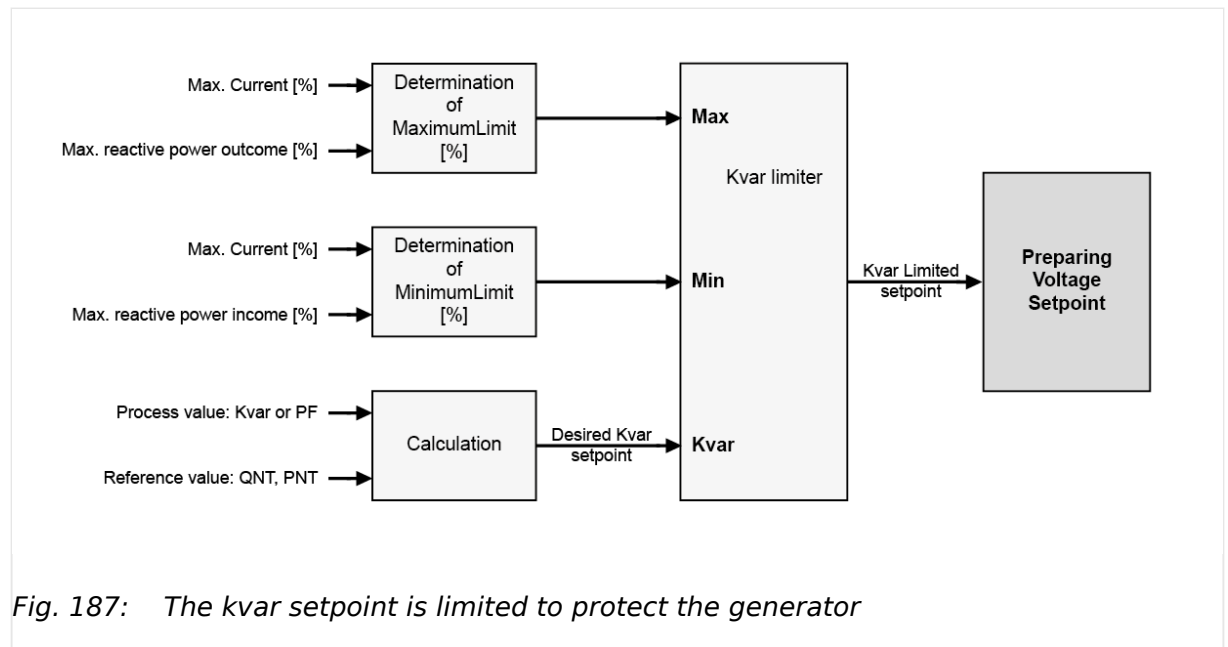 Max. Current [%]
Max. reactive power outcome [%]
Determination
of
MaximumLimit
[%]
Max
Kvar limiter
Max. Current [%]
Max. reactive power income [%]
Determination
of
MinimumLimit
[%]
Min
Kvar Limited
setpoint
Preparing
Voltage
Setpoint
Process value: Kvar or PF
Reference value: QNT, PNT
Calculation
Desired Kvar
setpoint
Kvar
Fig. 187: The kvar setpoint is limited to protect the generator